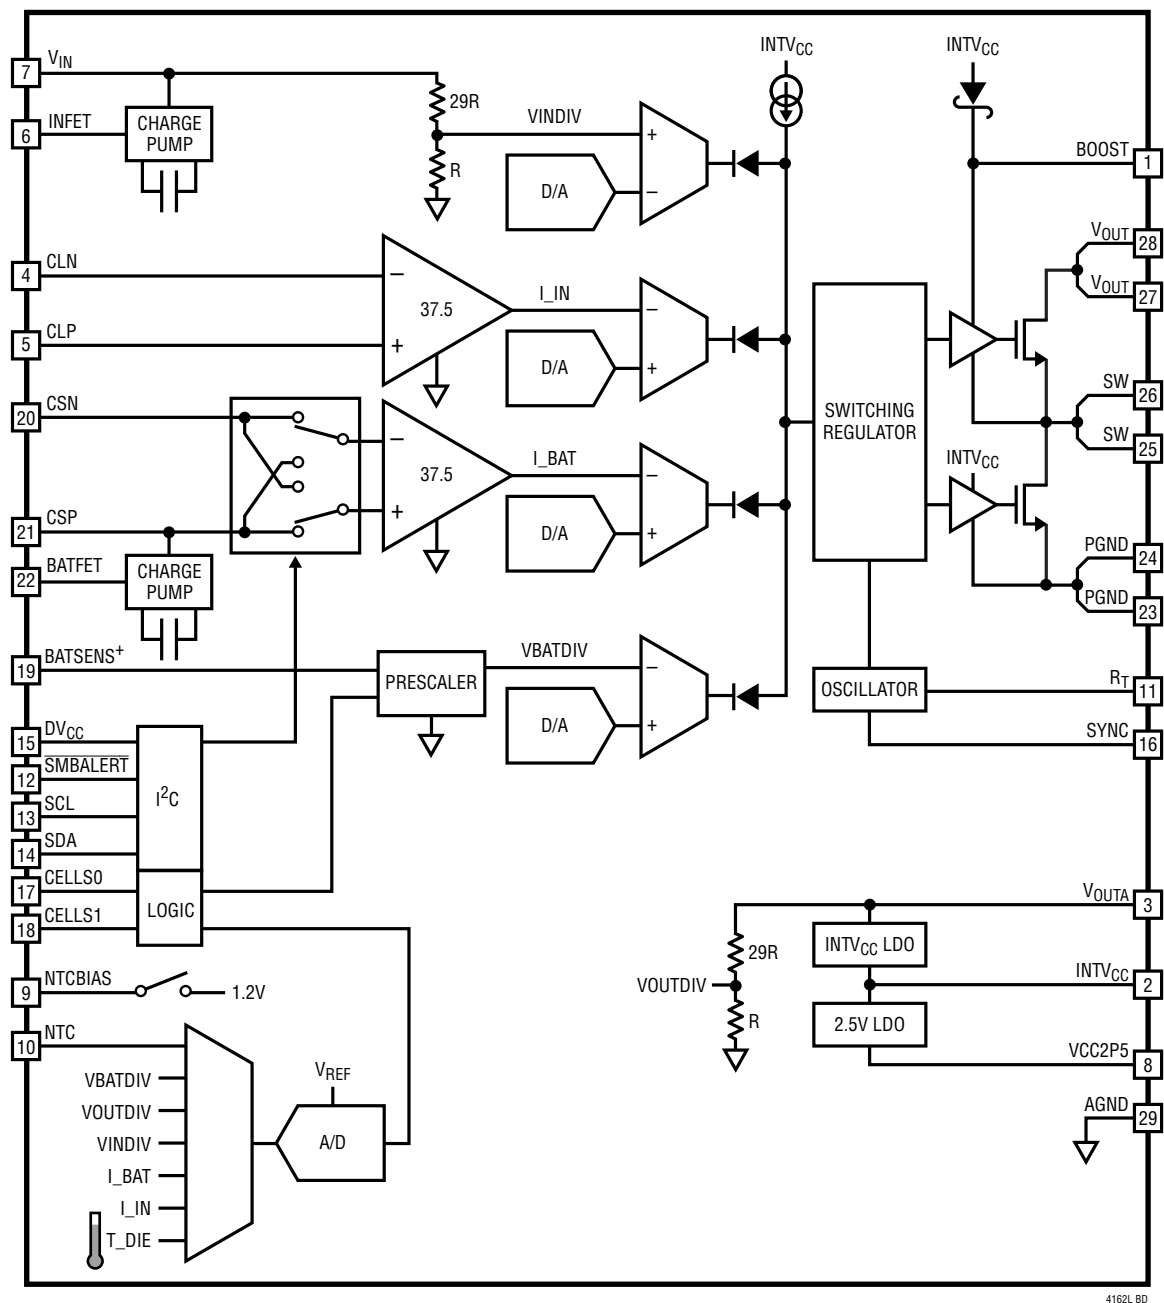 INTVCC
INTVCC
7 VIN
29R
VINDIV
+
–
D/A
R
CHARGE
PUMP
6 INFET
BOOST 1
VOUT 28
VOUT 27
4 CLN
–
37.5
I_IN
–
5 CLP
+
D/A
+
SWITCHING
REGULATOR
SW 26
SW 25
20 CSN
–
37.5
I_BAT
–
INTVCC
21 CSP
+
D/A
+
PGND 24
PGND 23
22 BATFET
CHARGE
PUMP
19 BATSENS+
PRESCALER
VBATDIV
–
D/A
+
OSCILLATOR
RT 11
SYNC 16
15 DVCC
12 SMBALERT
I2C
13 SCL
14 SDA
17 CELLS0
LOGIC
18 CELLS1
VOUTA 3
29R
INTVCC LDO
VOUTDIV
INTVCC 2
R
2.5V LDO
VCC2P5 8
AGND 29
9 NTCBIAS
1.2V
10 NTC
VBATDIV
VOUTDIV
VINDIV
I_BAT
I_IN
T_DIE
VREF
A/D
4162L BD